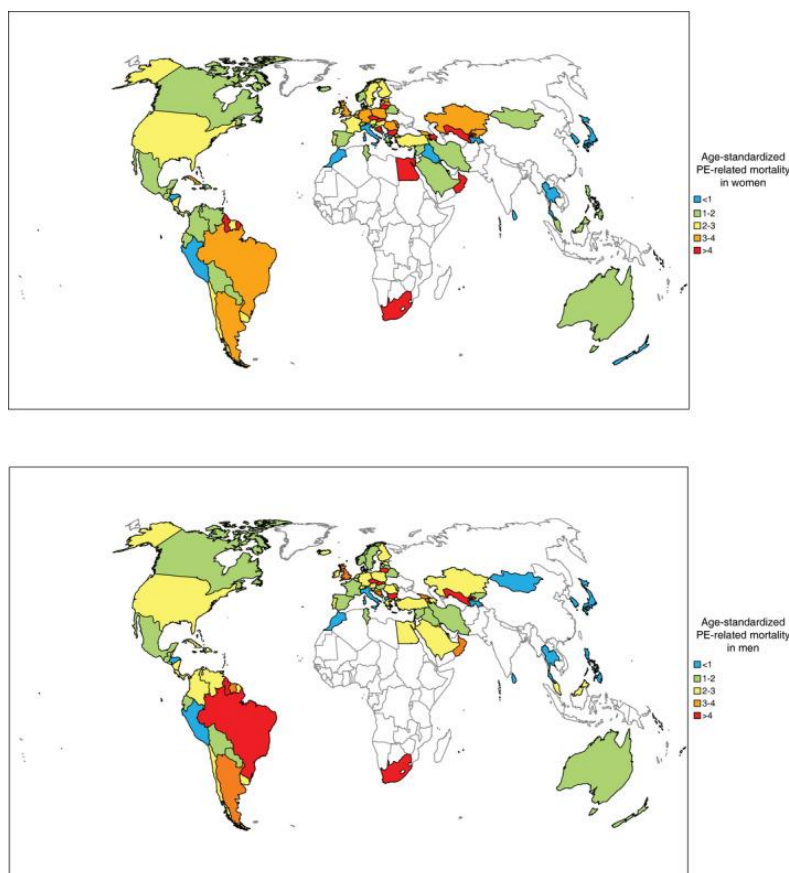 Age-standardized
PE-related mortality
in women
<1
1-2
2-3
3-4
>4
Age-standardized
PE-related mortality
in men
<1
1-2
2-3
3-4
>4